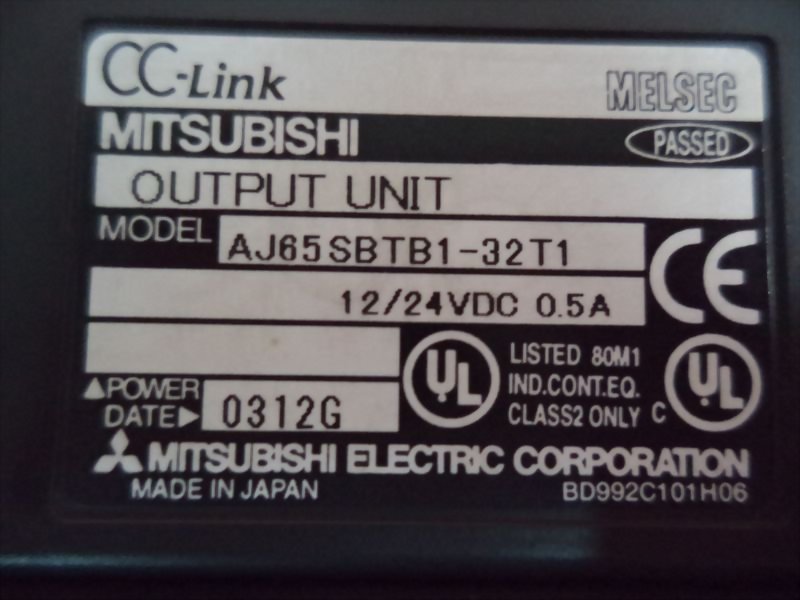 CC-Link MELSEC
MITSUBISHI PASSED
OUTPUT UNIT
MODEL AJ65SBTB1-32T1
CE
12/24VDC 0.5A
UL LISTED 80M1 UL
IND.CONT.EQ.
▲POWER
DATE▶ 0312G CLASS2 ONLY C
MITSUBISHI ELECTRIC CORPORATION
MADE IN JAPAN BD992C101H06